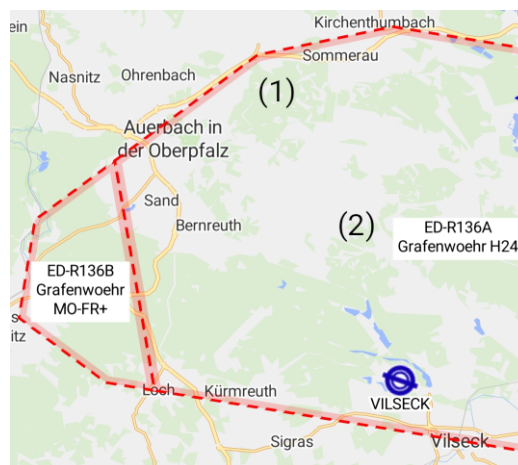 Kirchenthumbach
ein
Sommerau
Nasnitz
Ohrenbach
(1)
Auerbach in
der Oberpfalz
Sand
Bernreuth
(2)
ED-R136A
Grafenwoehr H24
ED-R136B
Grafenwoehr
MO-FR+
s
itz
Loch
Kürmreuth
VILSECK
Sigras
Vilseck